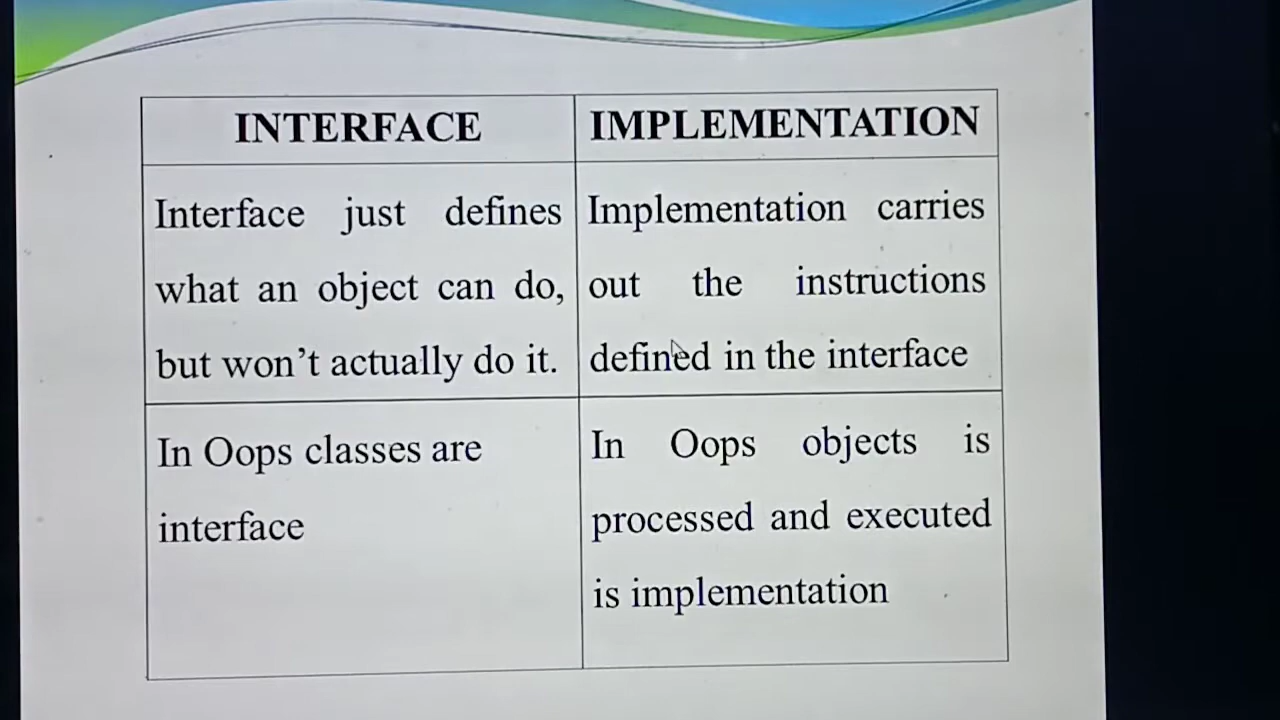 INTERFACE
IMPLEMENTATION
Interface just defines
what an object can do,
but won't actually do it.
Implementation carries
out the instructions
defined in the interface
In Oops classes are
interface
In Oops objects is
processed and executed
is implementation